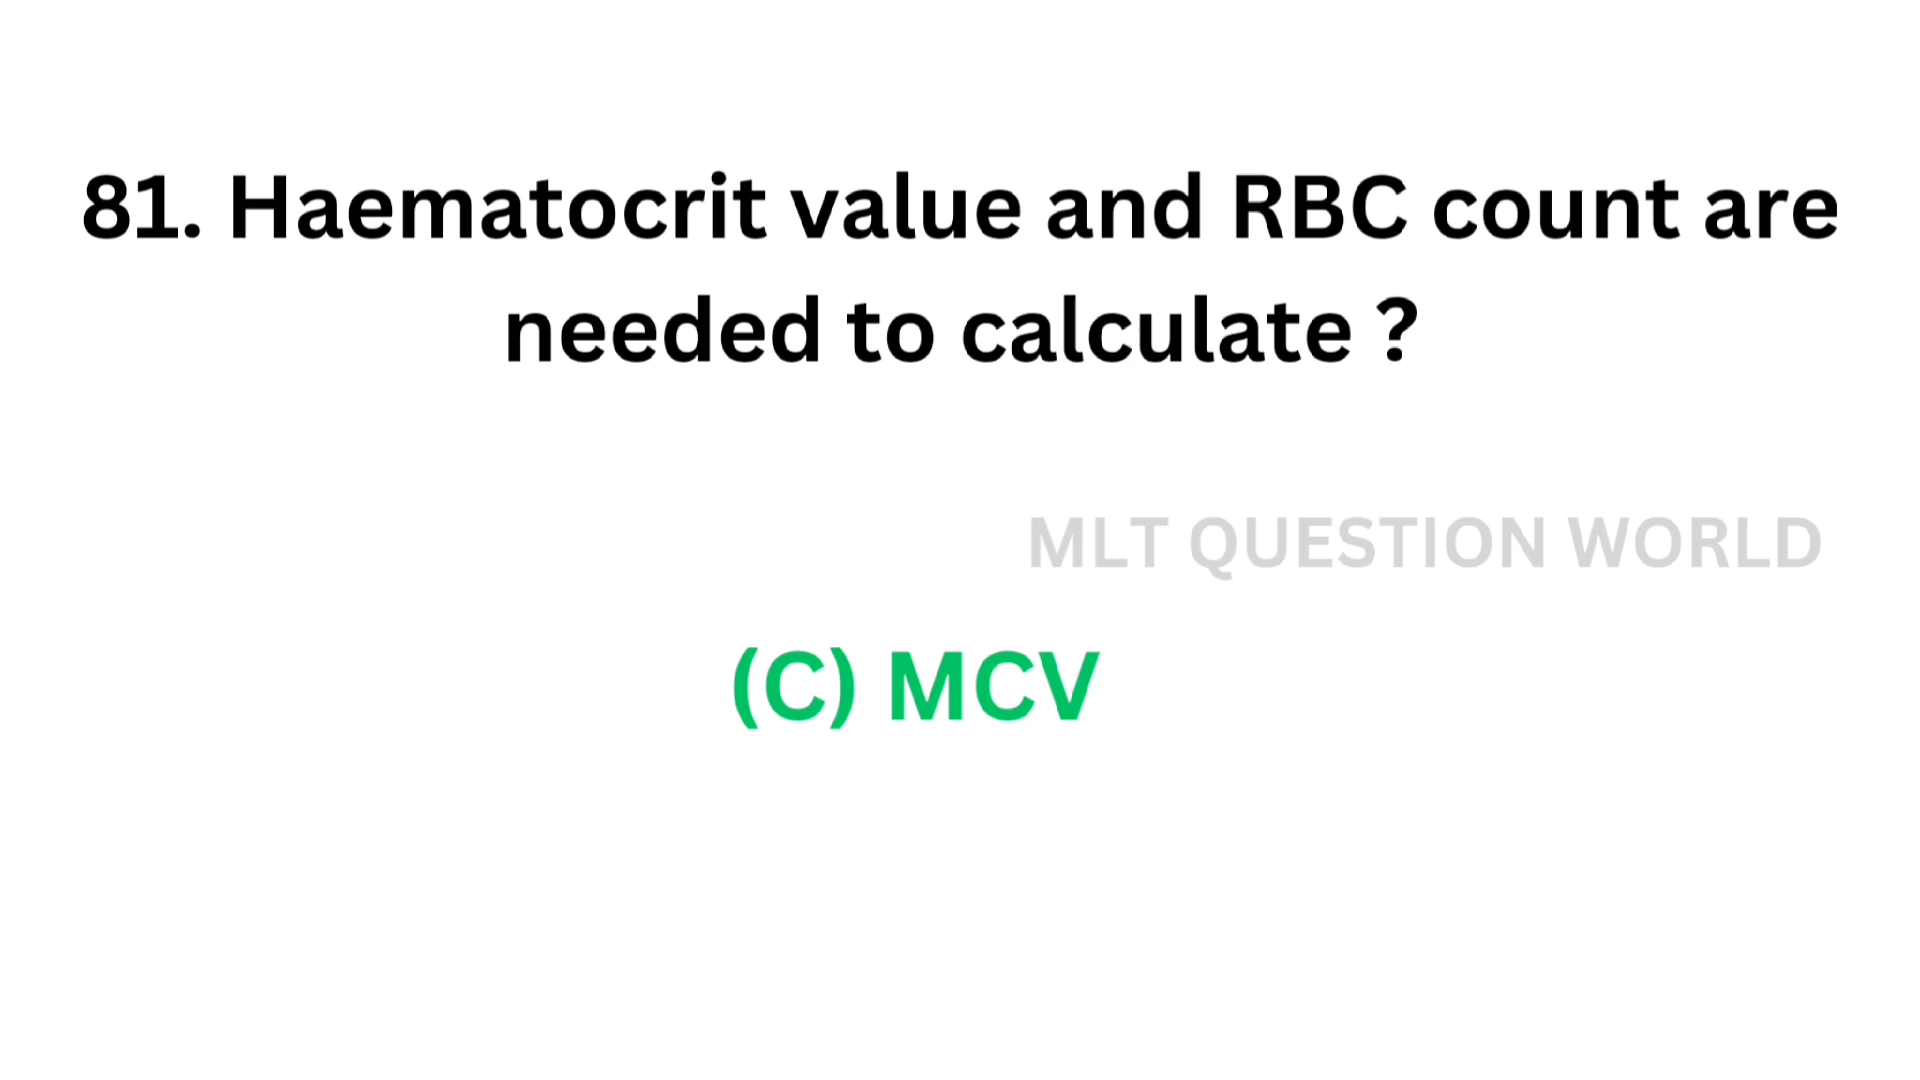 81. Haematocrit value and RBC count are
needed to calculate ?
MLT QUESTION WORLD
(C) MCV